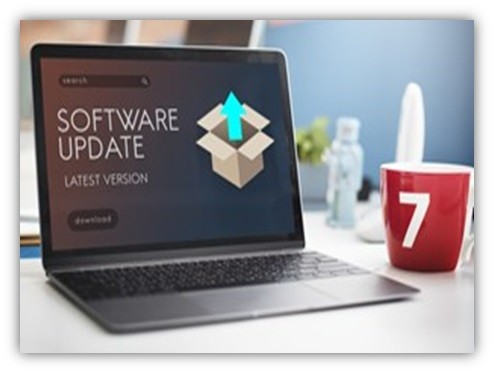 search
SOFTWARE
UPDATE
LATEST VERSION
download
7